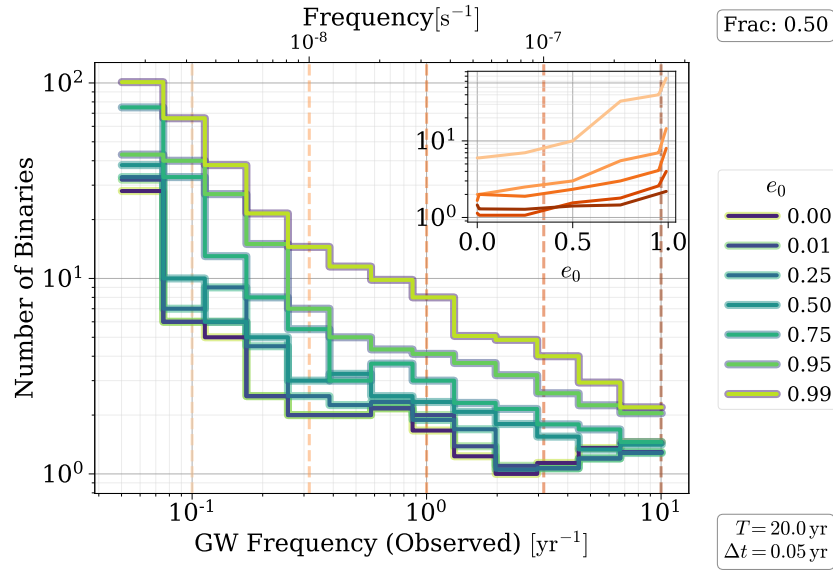 Frequency[s⁻¹]
10⁻⁸
10⁻⁷
Frac: 0.50
10²
10¹
10⁰
Number of Binaries
10¹
10⁰
0.0
0.5
1.0
e₀
e₀
0.00
0.01
0.25
0.50
0.75
0.95
0.99
10⁻¹
10⁰
10¹
GW Frequency (Observed) [yr⁻¹]
T = 20.0 yr
Δt = 0.05 yr